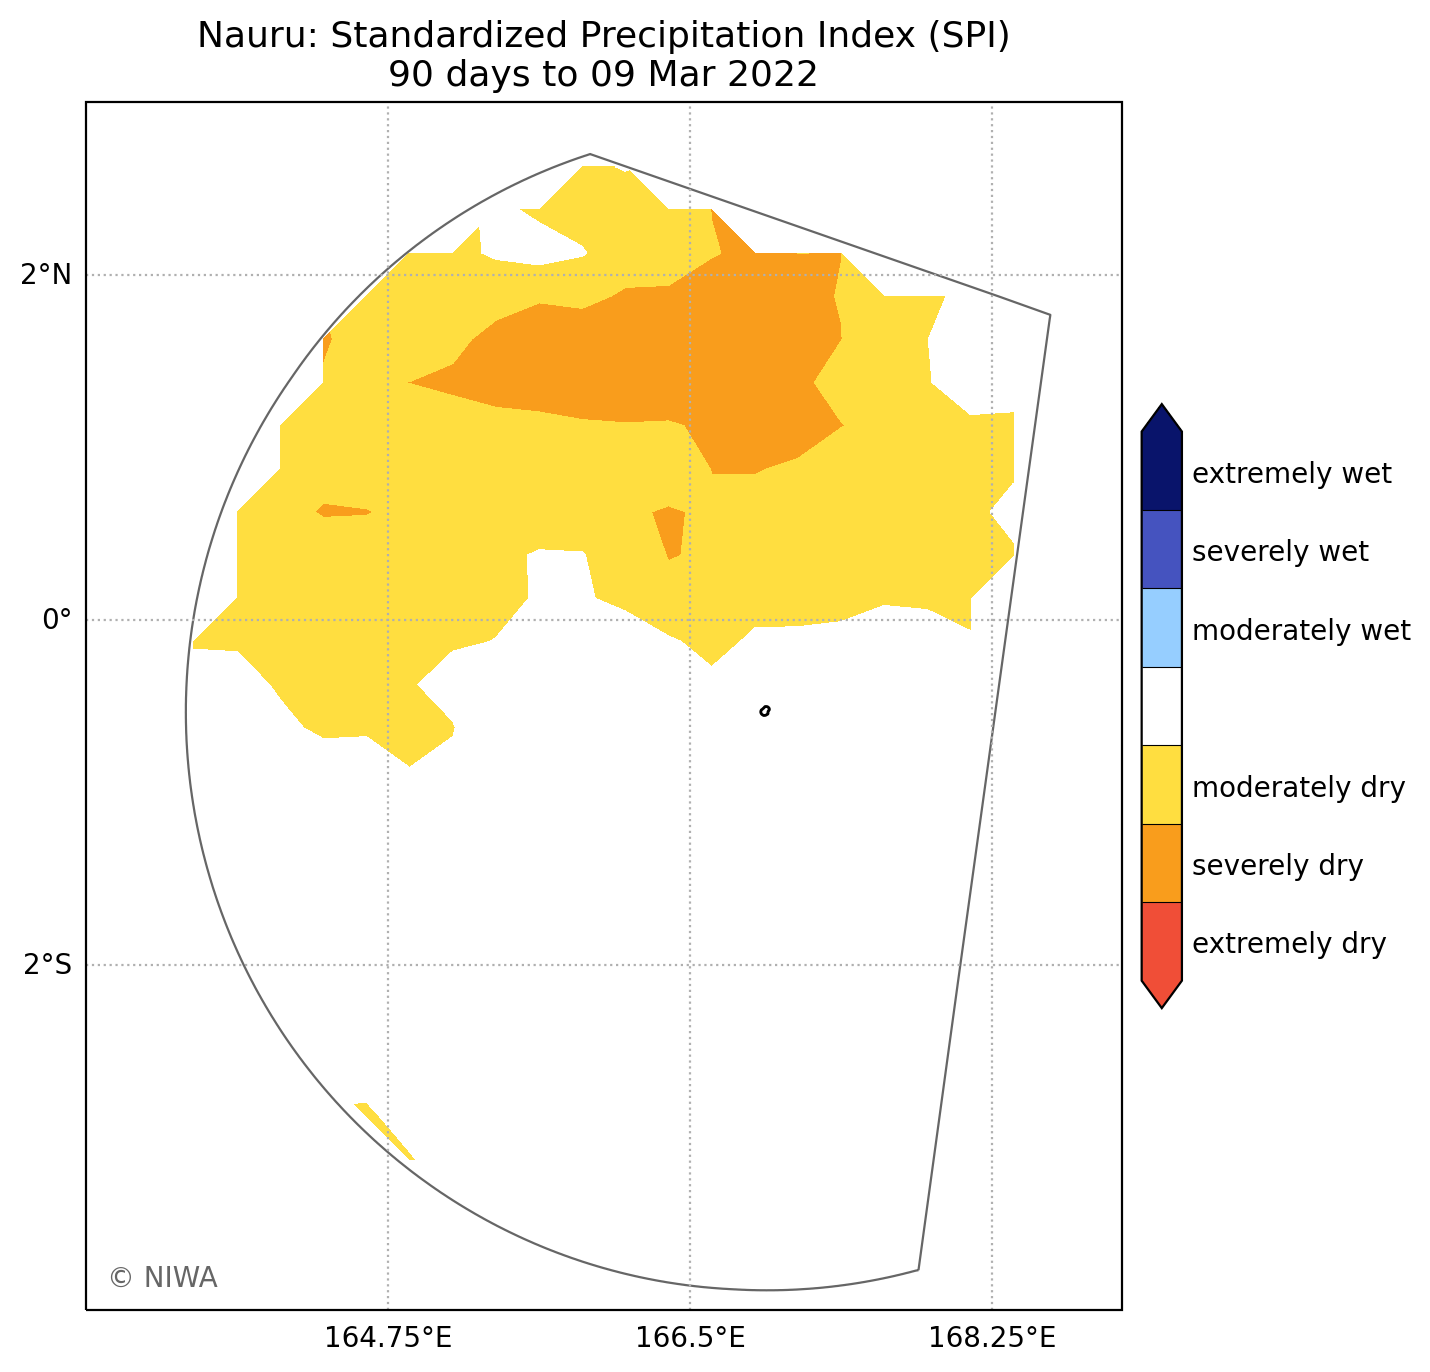 Nauru: Standardized Precipitation Index (SPI)
90 days to 09 Mar 2022
2°N
0°
2°S
164.75°E
166.5°E
168.25°E
extremely wet
severely wet
moderately wet
moderately dry
severely dry
extremely dry
© NIWA